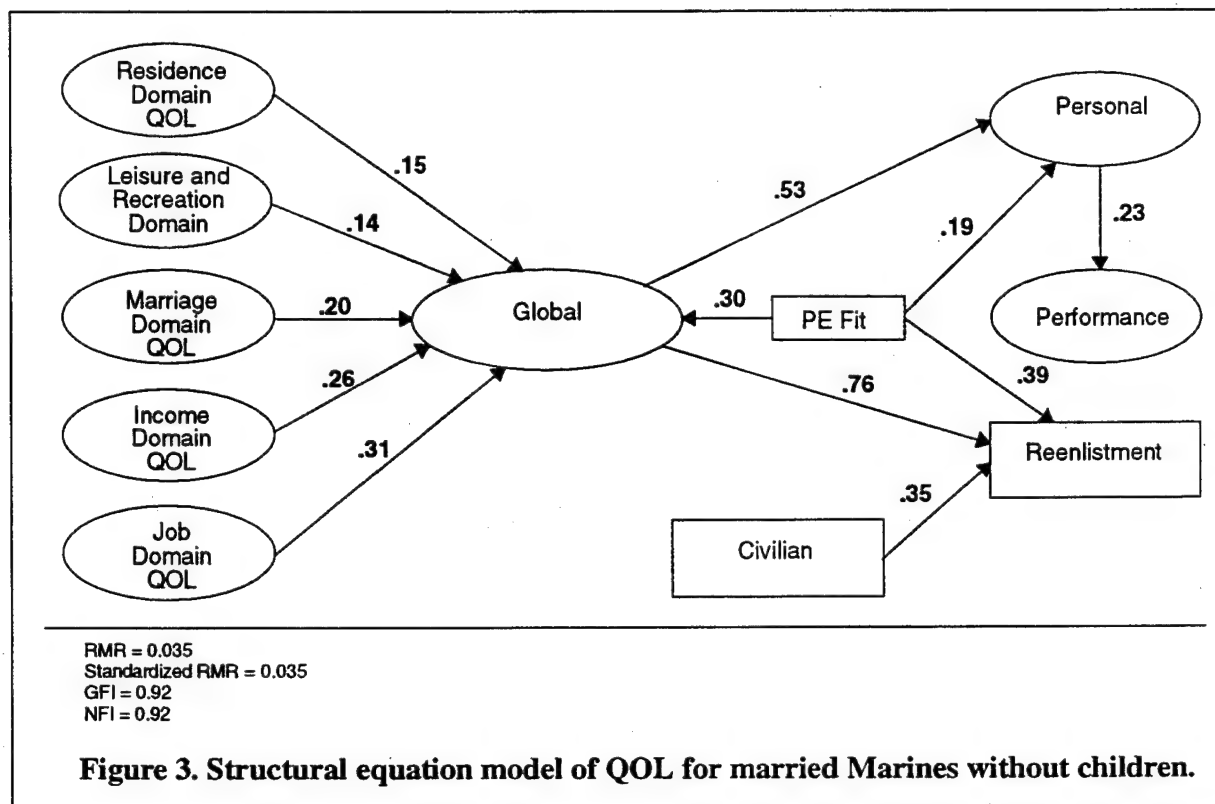 Residence
Domain
QOL
Leisure and
Recreation
Domain
Marriage
Domain
QOL
Income
Domain
QOL
Job
Domain
QOL
.15
.14
.20
.26
.31
Global
.53
.30
.76
PE Fit
.19
.39
Personal
.23
Performance
Reenlistment
.35
Civilian
RMR = 0.035
Standardized RMR = 0.035
GFI = 0.92
NFI = 0.92
Figure 3. Structural equation model of QOL for married Marines without children.